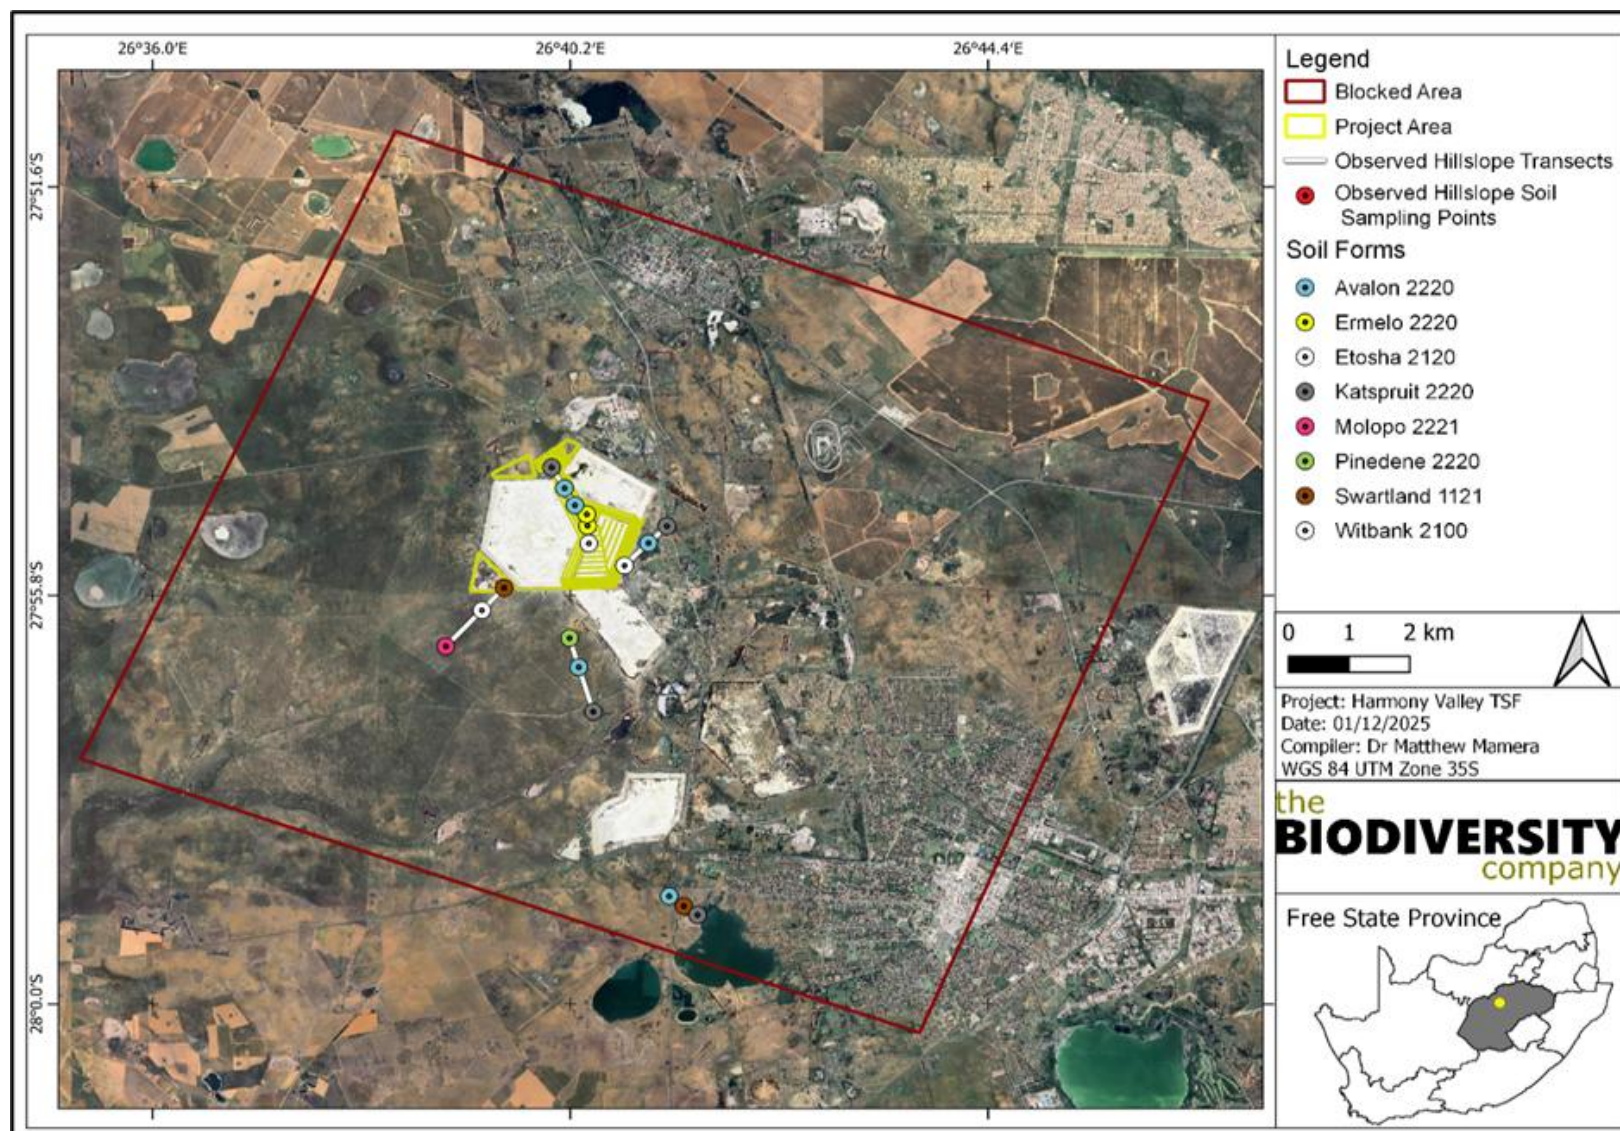 26°36.0'E
26°40.2'E
26°44.4'E
27°51.6'S
27°55.8'S
28°0.0'S
Legend
Blocked Area
Project Area
Observed Hillslope Transects
Observed Hillslope Soil
Sampling Points
Soil Forms
Avalon 2220
Ermelo 2220
Etosha 2120
Katspruit 2220
Molopo 2221
Pinedene 2220
Swartland 1121
Witbank 2100
0 1 2 km
Project: Harmony Valley TSF
Date: 01/12/2025
Compiler: Dr Matthew Mamera
WGS 84 UTM Zone 35S
the
BIODIVERSITY
company
Free State Province